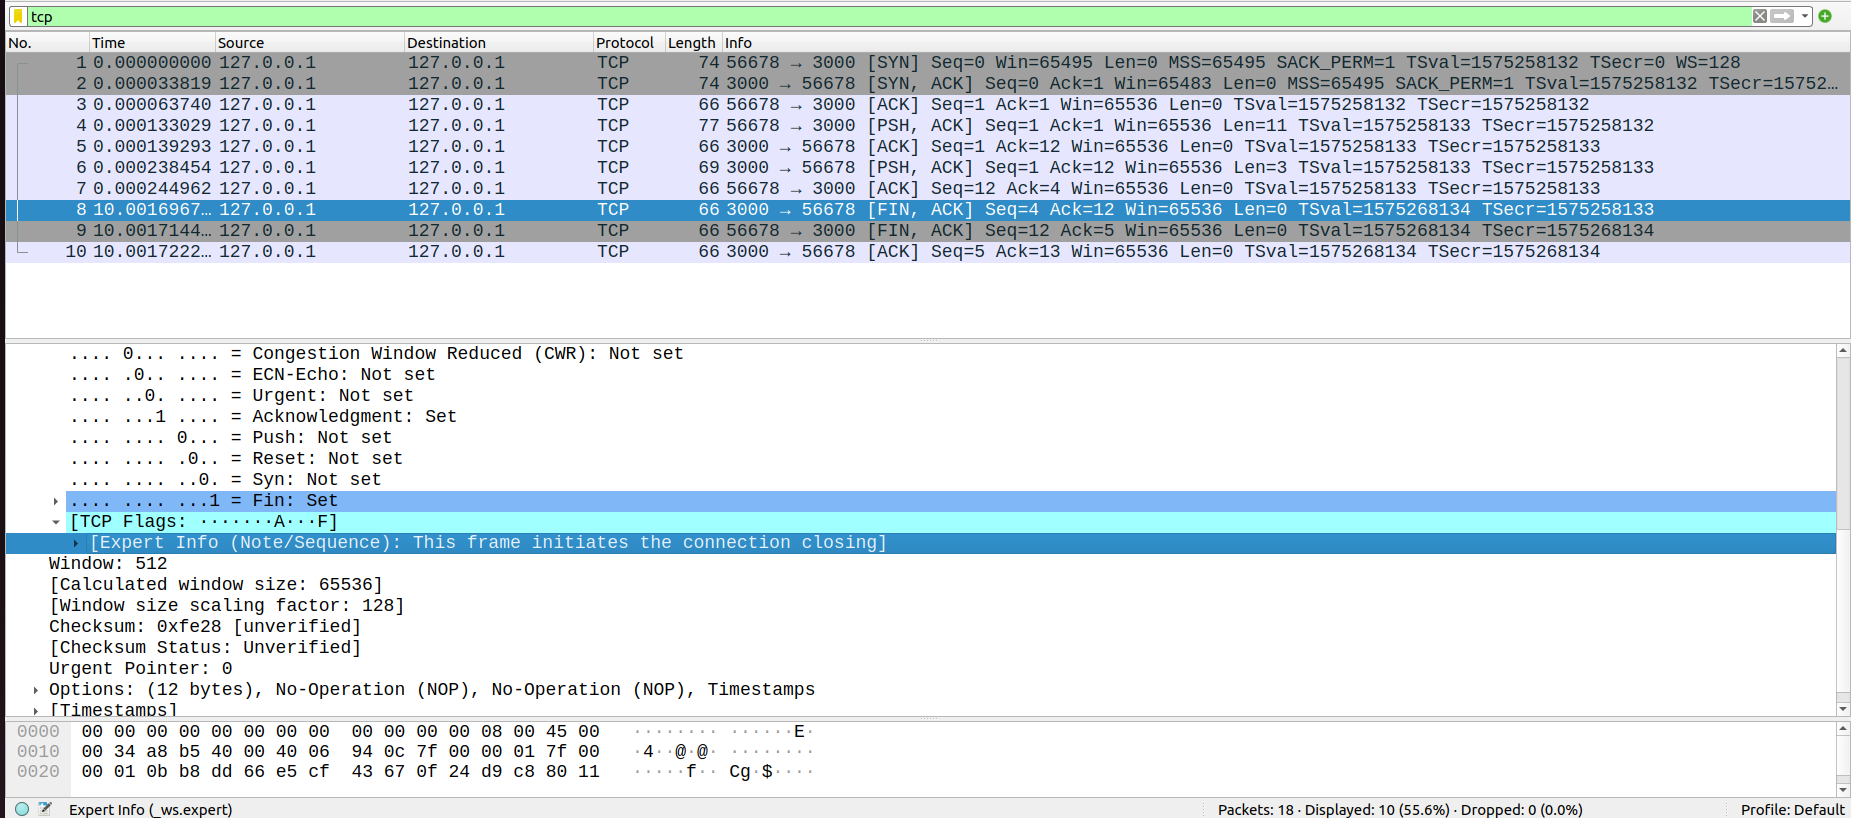 tcp
No. Time Source Destination Protocol Length Info
1 0.000000000 127.0.0.1 127.0.0.1 TCP 74 56678 → 3000 [SYN] Seq=0 Win=65495 Len=0 MSS=65495 SACK_PERM=1 TSval=1575258132 TSecr=0 WS=128
2 0.000033819 127.0.0.1 127.0.0.1 TCP 74 3000 → 56678 [SYN, ACK] Seq=0 Ack=1 Win=65483 Len=0 MSS=65495 SACK_PERM=1 TSval=1575258132 TSecr=15752…
3 0.000063740 127.0.0.1 127.0.0.1 TCP 66 56678 → 3000 [ACK] Seq=1 Ack=1 Win=65536 Len=0 TSval=1575258132 TSecr=1575258132
4 0.000133029 127.0.0.1 127.0.0.1 TCP 77 56678 → 3000 [PSH, ACK] Seq=1 Ack=1 Win=65536 Len=11 TSval=1575258133 TSecr=1575258132
5 0.000139293 127.0.0.1 127.0.0.1 TCP 66 3000 → 56678 [ACK] Seq=1 Ack=12 Win=65536 Len=0 TSval=1575258133 TSecr=1575258133
6 0.000238454 127.0.0.1 127.0.0.1 TCP 69 3000 → 56678 [PSH, ACK] Seq=1 Ack=12 Win=65536 Len=3 TSval=1575258133 TSecr=1575258133
7 0.000244962 127.0.0.1 127.0.0.1 TCP 66 56678 → 3000 [ACK] Seq=12 Ack=4 Win=65536 Len=0 TSval=1575258133 TSecr=1575258133
8 10.0016967… 127.0.0.1 127.0.0.1 TCP 66 3000 → 56678 [FIN, ACK] Seq=4 Ack=12 Win=65536 Len=0 TSval=1575268134 TSecr=1575258133
9 10.0017144… 127.0.0.1 127.0.0.1 TCP 66 56678 → 3000 [FIN, ACK] Seq=12 Ack=5 Win=65536 Len=0 TSval=1575268134 TSecr=1575268134
10 10.0017222… 127.0.0.1 127.0.0.1 TCP 66 3000 → 56678 [ACK] Seq=5 Ack=13 Win=65536 Len=0 TSval=1575268134 TSecr=1575268134
.... 0... .... = Congestion Window Reduced (CWR): Not set
.... .0.. .... = ECN-Echo: Not set
.... ..0. .... = Urgent: Not set
.... ...1 .... = Acknowledgment: Set
.... .... 0... = Push: Not set
.... .... .0.. = Reset: Not set
.... .... ..0. = Syn: Not set
.... .... ...1 = Fin: Set
[TCP Flags: ·······A···F]
[Expert Info (Note/Sequence): This frame initiates the connection closing]
Window: 512
[Calculated window size: 65536]
[Window size scaling factor: 128]
Checksum: 0xfe28 [unverified]
[Checksum Status: Unverified]
Urgent Pointer: 0
Options: (12 bytes), No-Operation (NOP), No-Operation (NOP), Timestamps
[Timestamps]
0000 00 00 00 00 00 00 00 00 00 00 00 00 08 00 45 00 ········ ······E·
0010 00 34 a8 b5 40 00 40 06 94 0c 7f 00 00 01 7f 00 ·4··@·@· ········
0020 00 01 0b b8 dd 66 e5 cf 43 67 0f 24 d9 c8 80 11 ·····f·· Cg·$····
Expert Info (_ws.expert) Packets: 18 · Displayed: 10 (55.6%) · Dropped: 0 (0.0%) Profile: Default